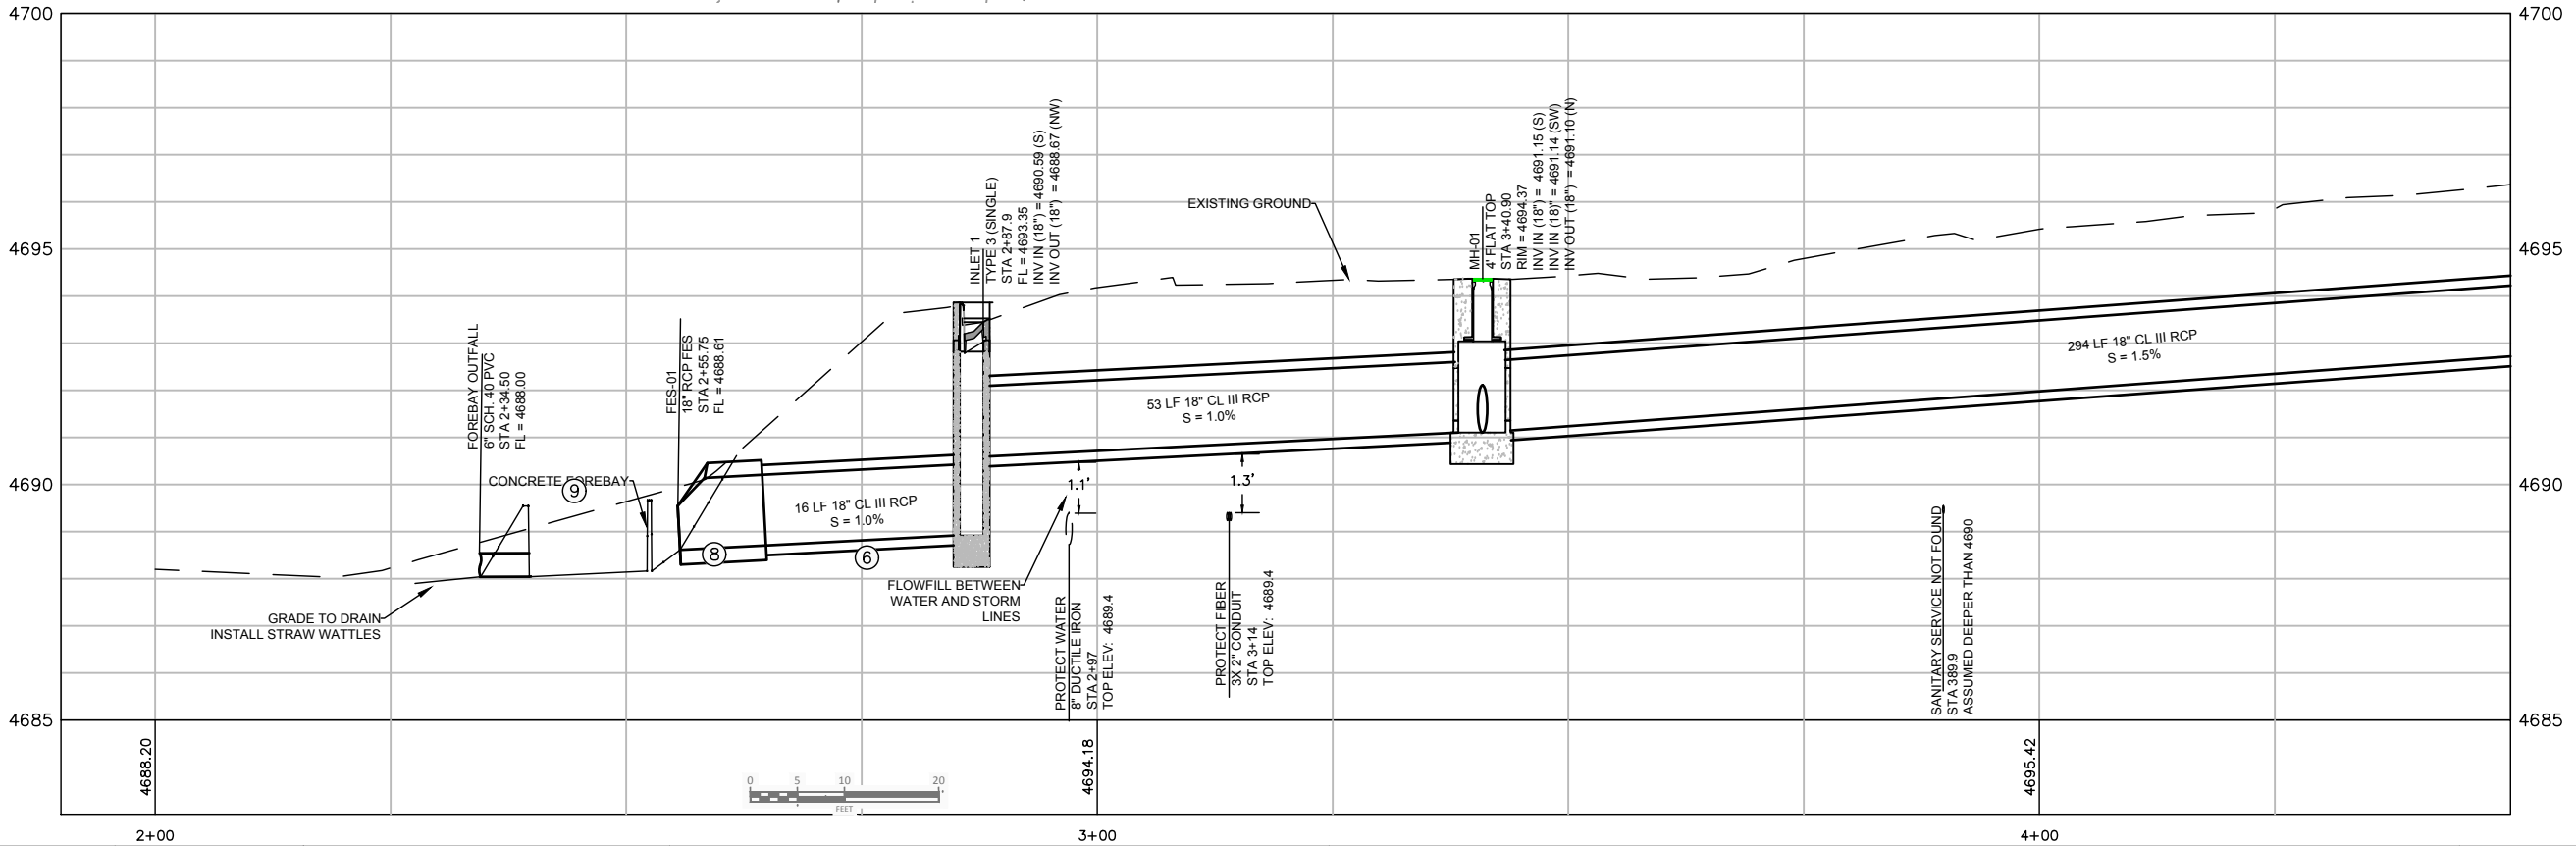 4700
4700
4695
4695
4690
4690
4685
4685
FOREBAY OUTFALL
6" SCH. 40 PVC
STA 2+34.50
FL = 4688.00
FES-01
18" RCP FES
STA 2+55.75
FL = 4688.61
INLET 1
TYPE 3 (SINGLE)
STA 2+87.9
FL = 4693.35
INV IN (18") = 4690.59 (S)
INV OUT (18") = 4688.67 (NW)
EXISTING GROUND
MH-01
4' FLAT TOP
STA 3+40.90
RIM = 4694.37
INV IN (18") = 4691.15 (S)
INV IN (18)" = 4691.14 (SW)
INV OUT (18") = 4691.10 (N)
CONCRETE FOREBAY
9
8
6
16 LF 18" CL III RCP
S = 1.0%
53 LF 18" CL III RCP
S = 1.0%
294 LF 18" CL III RCP
S = 1.5%
1.1'
1.3'
GRADE TO DRAIN
INSTALL STRAW WATTLES
FLOWFILL BETWEEN
WATER AND STORM
LINES
PROTECT WATER
8" DUCTILE IRON
STA 2+97
TOP ELEV: 4689.4
PROTECT FIBER
3X 2" CONDUIT
STA 3+14
TOP ELEV: 4689.4
SANITARY SERVICE NOT FOUND
STA 389.9
ASSUMED DEEPER THAN 4690
4688.20
4694.18
4695.42
0 5 10 20
FEET
2+00
3+00
4+00